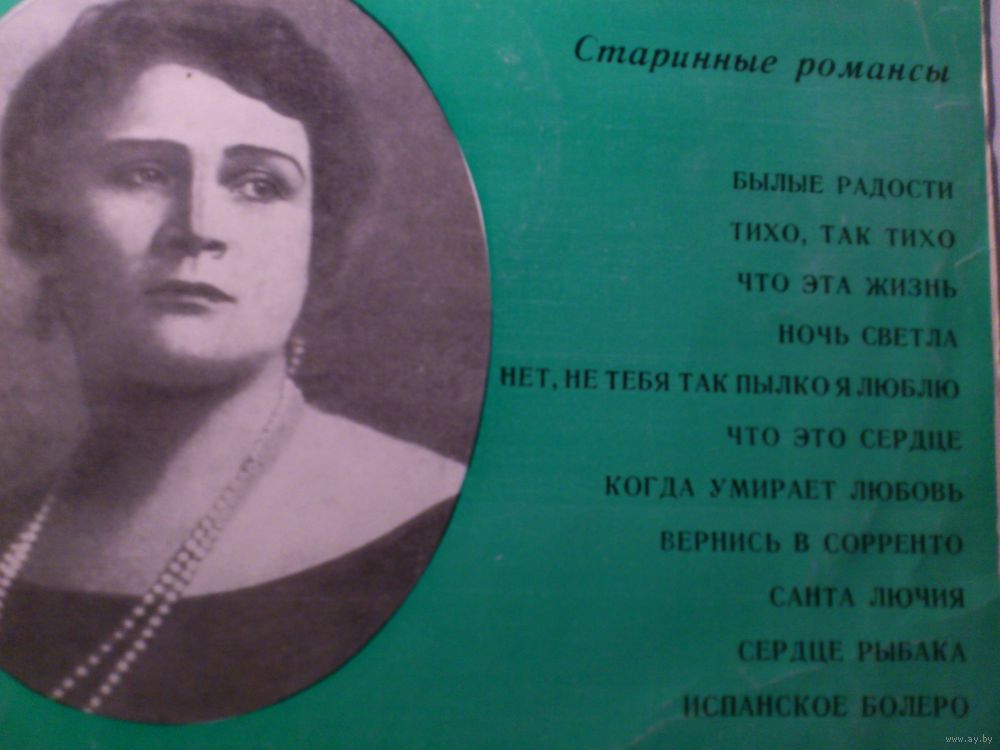 Старинные романсы
БЫЛЫЕ РАДОСТИ
ТИХО, ТАК ТИХО
ЧТО ЭТА ЖИЗНЬ
НОЧЬ СВЕТЛА
НЕТ, НЕ ТЕБЯ ТАК ПЫЛКО Я ЛЮБЛЮ
ЧТО ЭТО СЕРДЦЕ
КОГДА УМИРАЕТ ЛЮБОВЬ
ВЕРНИСЬ В СОРРЕНТО
САНТА ЛЮЧИЯ
СЕРДЦЕ РЫБАКА
ИСПАНСКОЕ БОЛЕРО
www.ay.by